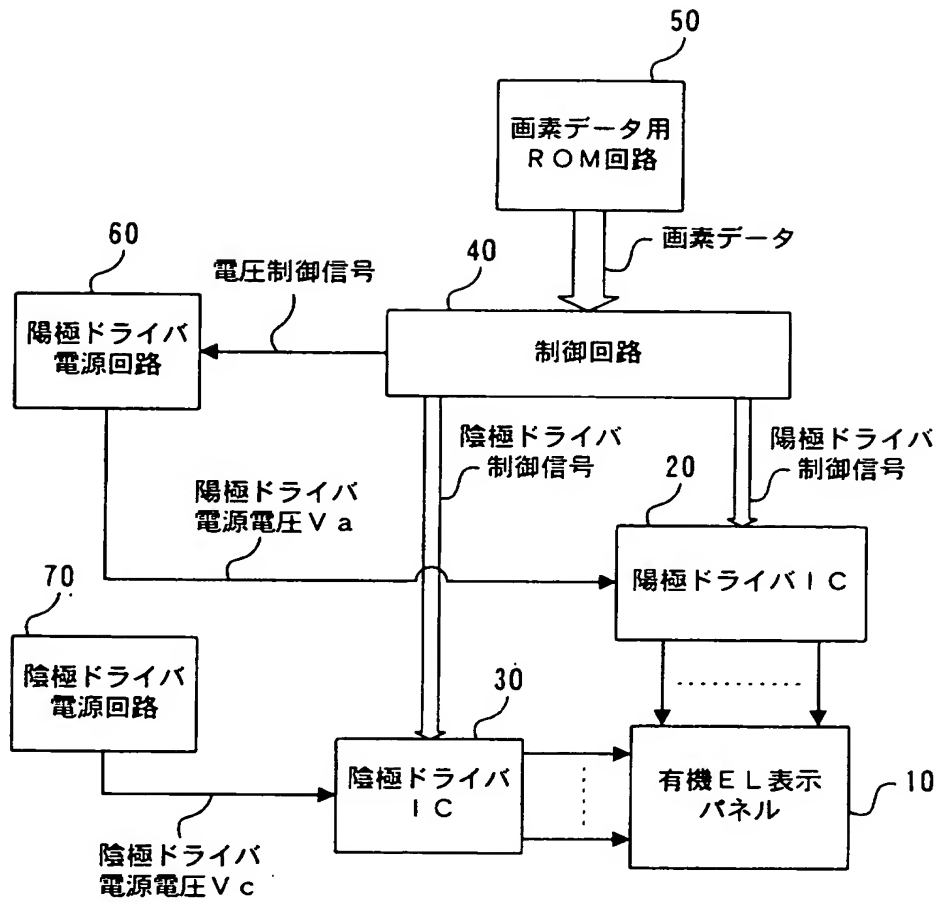 50
画素データ用
ROM回路
画素データ
60
電圧制御信号
40
陽極ドライバ
電源回路
制御回路
陰極ドライバ
制御信号
陽極ドライバ
制御信号
陽極ドライバ
電源電圧Va
20
陽極ドライバIC
70
陰極ドライバ
電源回路
30
陰極ドライバ
IC
有機EL表示
パネル
10
陰極ドライバ
電源電圧Vc